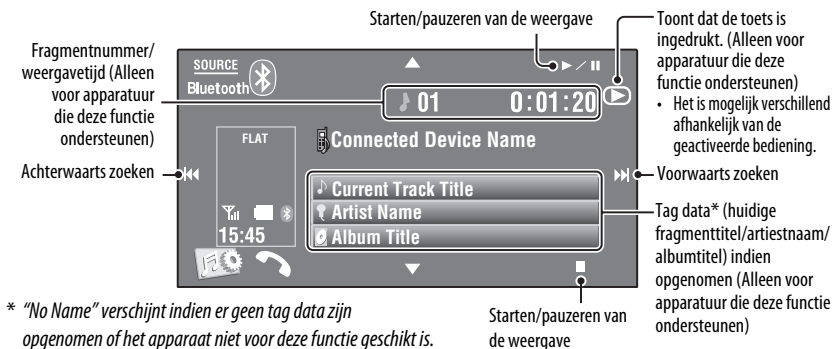 Starten/pauzeren van de weergave
Toont dat de toets is
ingedrukt. (Alleen voor
apparatuur die deze
functie ondersteunen)
• Het is mogelijk verschillend
afhankelijk van de
geactiveerde bediening.
Fragmentnummer/
weergavetijd (Alleen
voor apparatuur
die deze functie
ondersteunen)
Achterwaarts zoeken
SOURCE
Bluetooth
01 0:01:20
FLAT
Connected Device Name
Current Track Title
Artist Name
Album Title
15:45
Voorwaarts zoeken
Tag data* (huidige
fragmenttitel/artiestnaam/
albumtitel) indien
opgenomen (Alleen voor
apparatuur die deze functie
ondersteunen)
Starten/pauzeren van
de weergave
* “No Name” verschijnt indien er geen tag data zijn
opgenomen of het apparaat niet voor deze functie geschikt is.